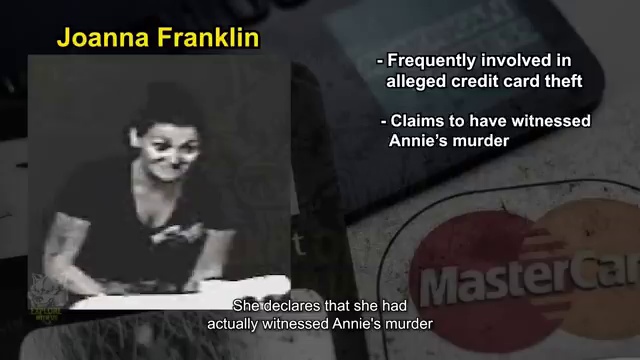 Joanna Franklin
- Frequently involved in
alleged credit card theft
- Claims to have witnessed
Annie's murder
MasterCar
EXPLORE
She declares that she had
actually witnessed Annie's murder